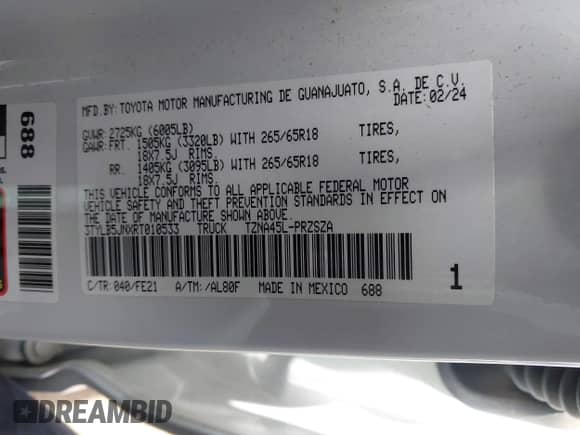 MFD.BY:TOYOTA MOTOR MANUFACTURING DE GUANAJUATO, S.A. DE C.V.
DATE:02/24
GVWR:2725KG (6005LB)
GAWR:FRT. 1505KG (3320LB) WITH 265/65R18 TIRES,
18X7.5J RIMS
RR. 1405KG (3095LB) WITH 265/65R18 TIRES,
18X7.5J RIMS.
THIS VEHICLE CONFORMS TO ALL APPLICABLE FEDERAL MOTOR
VEHICLE SAFETY AND THEFT PREVENTION STANDARDS IN EFFECT ON
THE DATE OF MANUFACTURE SHOWN ABOVE.
3TYLB5JNXRT010533 TRUCK TZNA45L-PRZSZA
C/TR:040/FE21 A/TM:/AL80F MADE IN MEXICO 688
1
688
DREAMBID